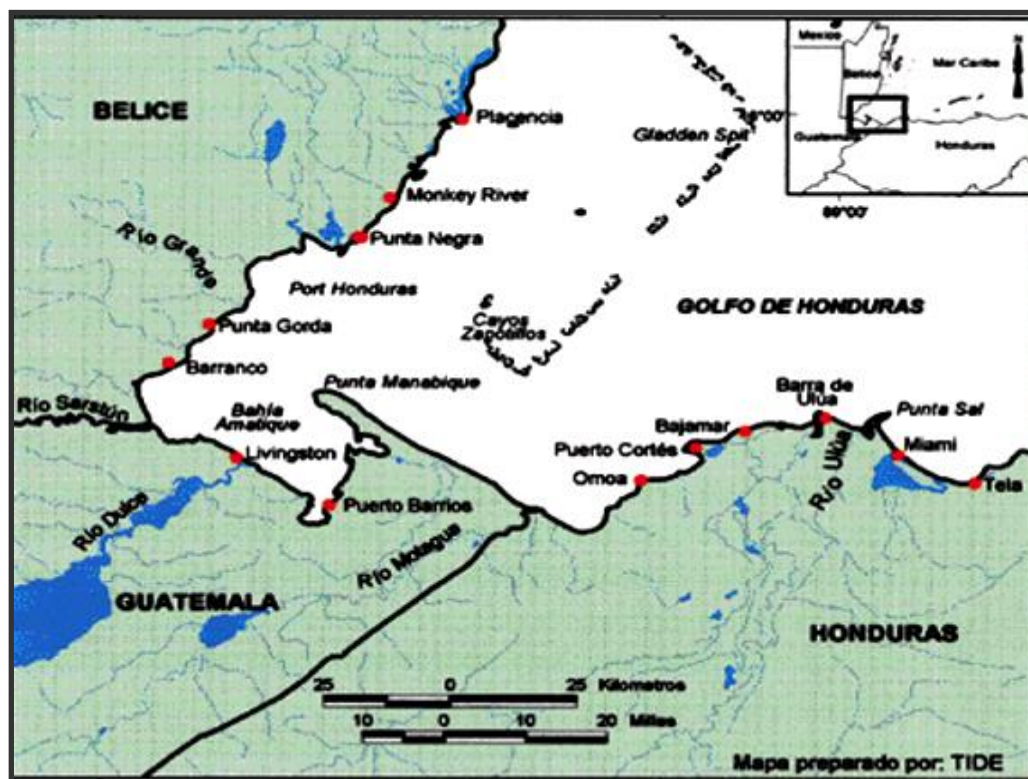 Mexico
N
Belice
Mar Caribe
Guatemala
Honduras
89°00'
BELICE
Placencia
Gladden Spit
Monkey River
Río Grande
Punta Negra
Port Honduras
GOLFO DE HONDURAS
Cayos
Zapotillos
Punta Gorda
Barranco
Punta Manabique
Río Sarstún
Bahía
Amatique
Barra de
Ulúa
Punta Sal
Bajamar
Livingston
Puerto Cortés
Río Ulúa
Miami
Omoa
Tela
Río Dulce
Puerto Barrios
Río Motagua
GUATEMALA
HONDURAS
25 0 25 Kilometros
10 0 10 20 Milles
Mapa preparado por: TIDE